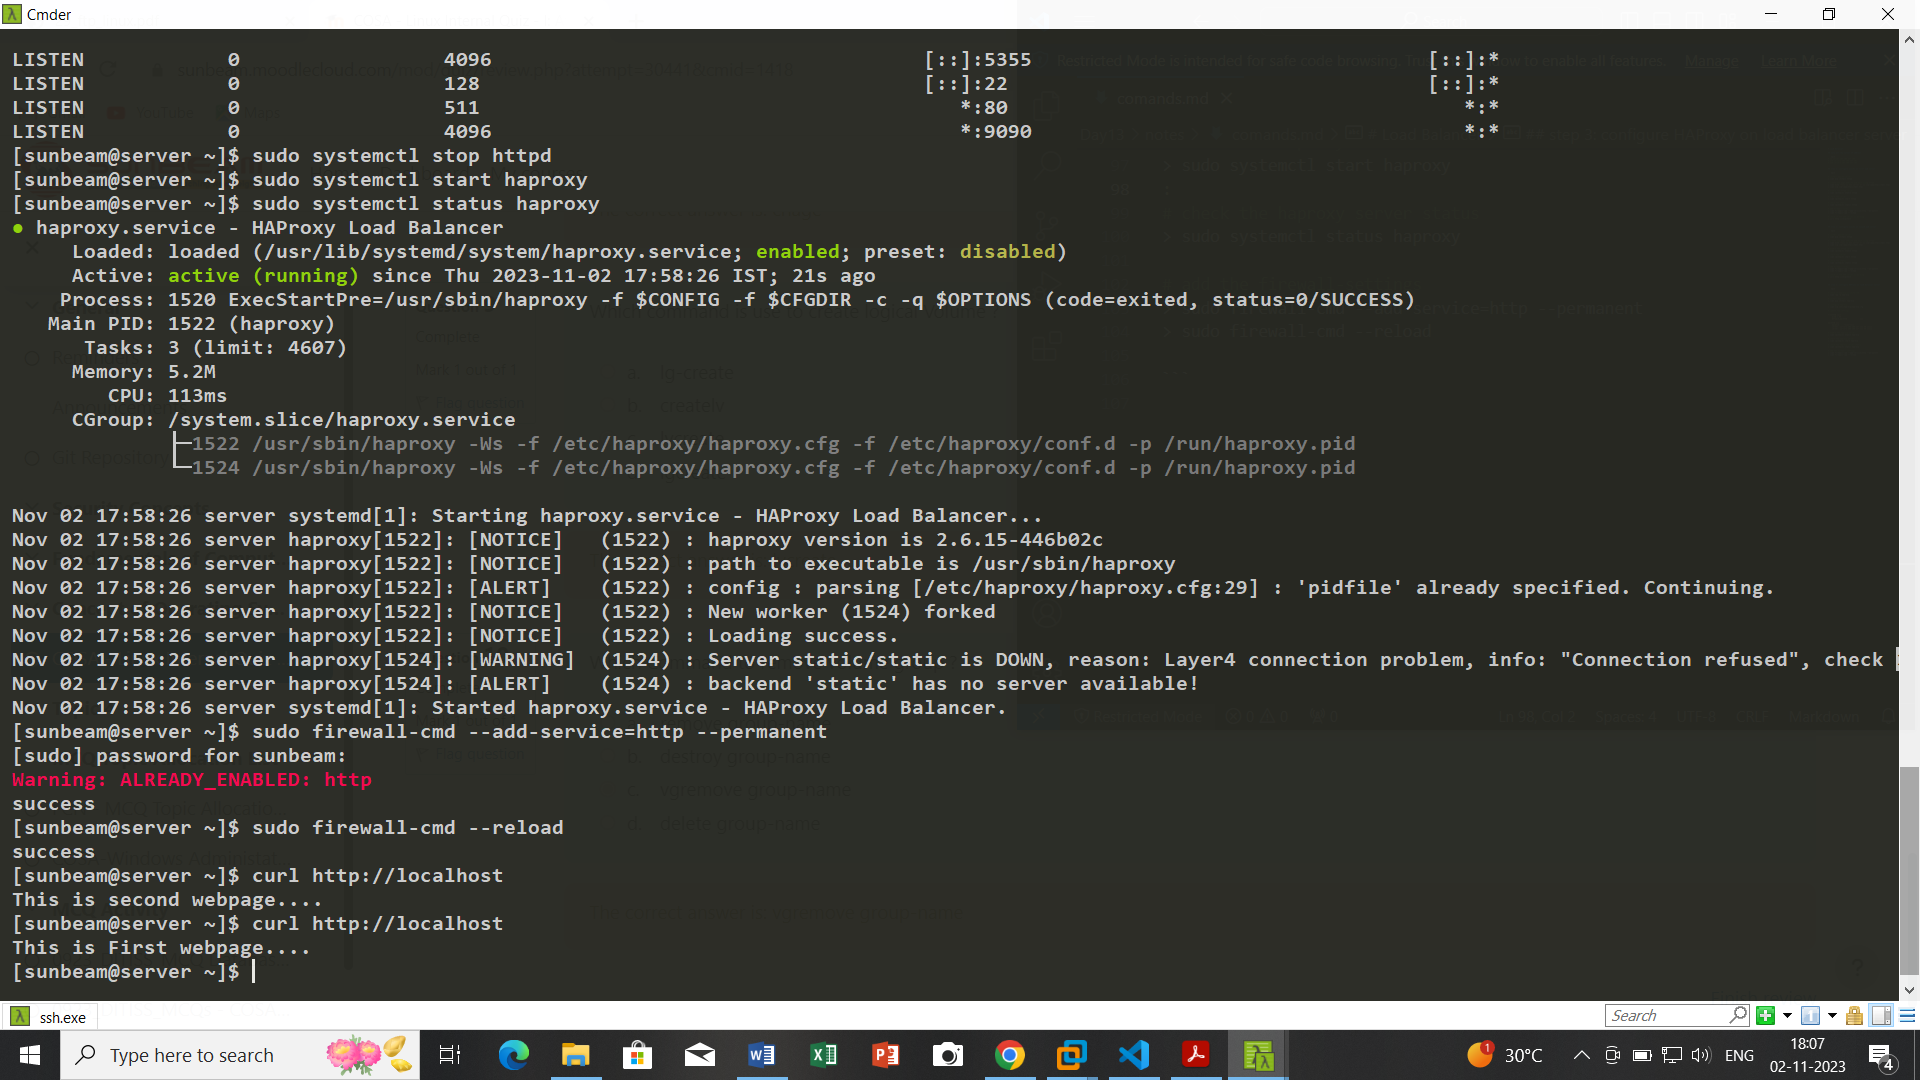 Cmder
LISTEN 0 4096 [::]:5355 [::]:*
LISTEN 0 128 [::]:22 [::]:*
LISTEN 0 511 *:80 *:*
LISTEN 0 4096 *:9090 *:*
[sunbeam@server ~]$ sudo systemctl stop httpd
[sunbeam@server ~]$ sudo systemctl start haproxy
[sunbeam@server ~]$ sudo systemctl status haproxy
● haproxy.service - HAProxy Load Balancer
Loaded: loaded (/usr/lib/systemd/system/haproxy.service; enabled; preset: disabled)
Active: active (running) since Thu 2023-11-02 17:58:26 IST; 21s ago
Process: 1520 ExecStartPre=/usr/sbin/haproxy -f $CONFIG -f $CFGDIR -c -q $OPTIONS (code=exited, status=0/SUCCESS)
Main PID: 1522 (haproxy)
Tasks: 3 (limit: 4607)
Memory: 5.2M
CPU: 113ms
CGroup: /system.slice/haproxy.service
├─1522 /usr/sbin/haproxy -Ws -f /etc/haproxy/haproxy.cfg -f /etc/haproxy/conf.d -p /run/haproxy.pid
└─1524 /usr/sbin/haproxy -Ws -f /etc/haproxy/haproxy.cfg -f /etc/haproxy/conf.d -p /run/haproxy.pid
Nov 02 17:58:26 server systemd[1]: Starting haproxy.service - HAProxy Load Balancer...
Nov 02 17:58:26 server haproxy[1522]: [NOTICE] (1522) : haproxy version is 2.6.15-446b02c
Nov 02 17:58:26 server haproxy[1522]: [NOTICE] (1522) : path to executable is /usr/sbin/haproxy
Nov 02 17:58:26 server haproxy[1522]: [ALERT] (1522) : config : parsing [/etc/haproxy/haproxy.cfg:29] : 'pidfile' already specified. Continuing.
Nov 02 17:58:26 server haproxy[1522]: [NOTICE] (1522) : New worker (1524) forked
Nov 02 17:58:26 server haproxy[1522]: [NOTICE] (1522) : Loading success.
Nov 02 17:58:26 server haproxy[1524]: [WARNING] (1524) : Server static/static is DOWN, reason: Layer4 connection problem, info: "Connection refused", check
Nov 02 17:58:26 server haproxy[1524]: [ALERT] (1524) : backend 'static' has no server available!
Nov 02 17:58:26 server systemd[1]: Started haproxy.service - HAProxy Load Balancer.
[sunbeam@server ~]$ sudo firewall-cmd --add-service=http --permanent
[sudo] password for sunbeam:
Warning: ALREADY_ENABLED: http
success
[sunbeam@server ~]$ sudo firewall-cmd --reload
success
[sunbeam@server ~]$ curl http://localhost
This is second webpage....
[sunbeam@server ~]$ curl http://localhost
This is First webpage....
[sunbeam@server ~]$
ssh.exe
Search
Type here to search
1
30°C
ENG
18:07
02-11-2023
4